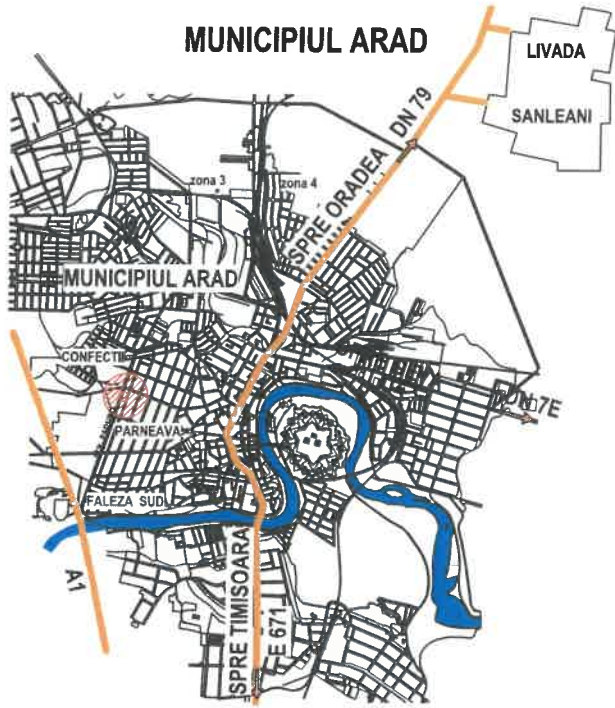 MUNICIPIUL ARAD
LIVADA
SANLEANI
SPRE ORADEA DN 79
zona 3
zona 4
MUNICIPIUL ARAD
CONFECTII
PARNEAVA
7E
FALEZA SUD
A1
SPRE TIMISOARA
E 671